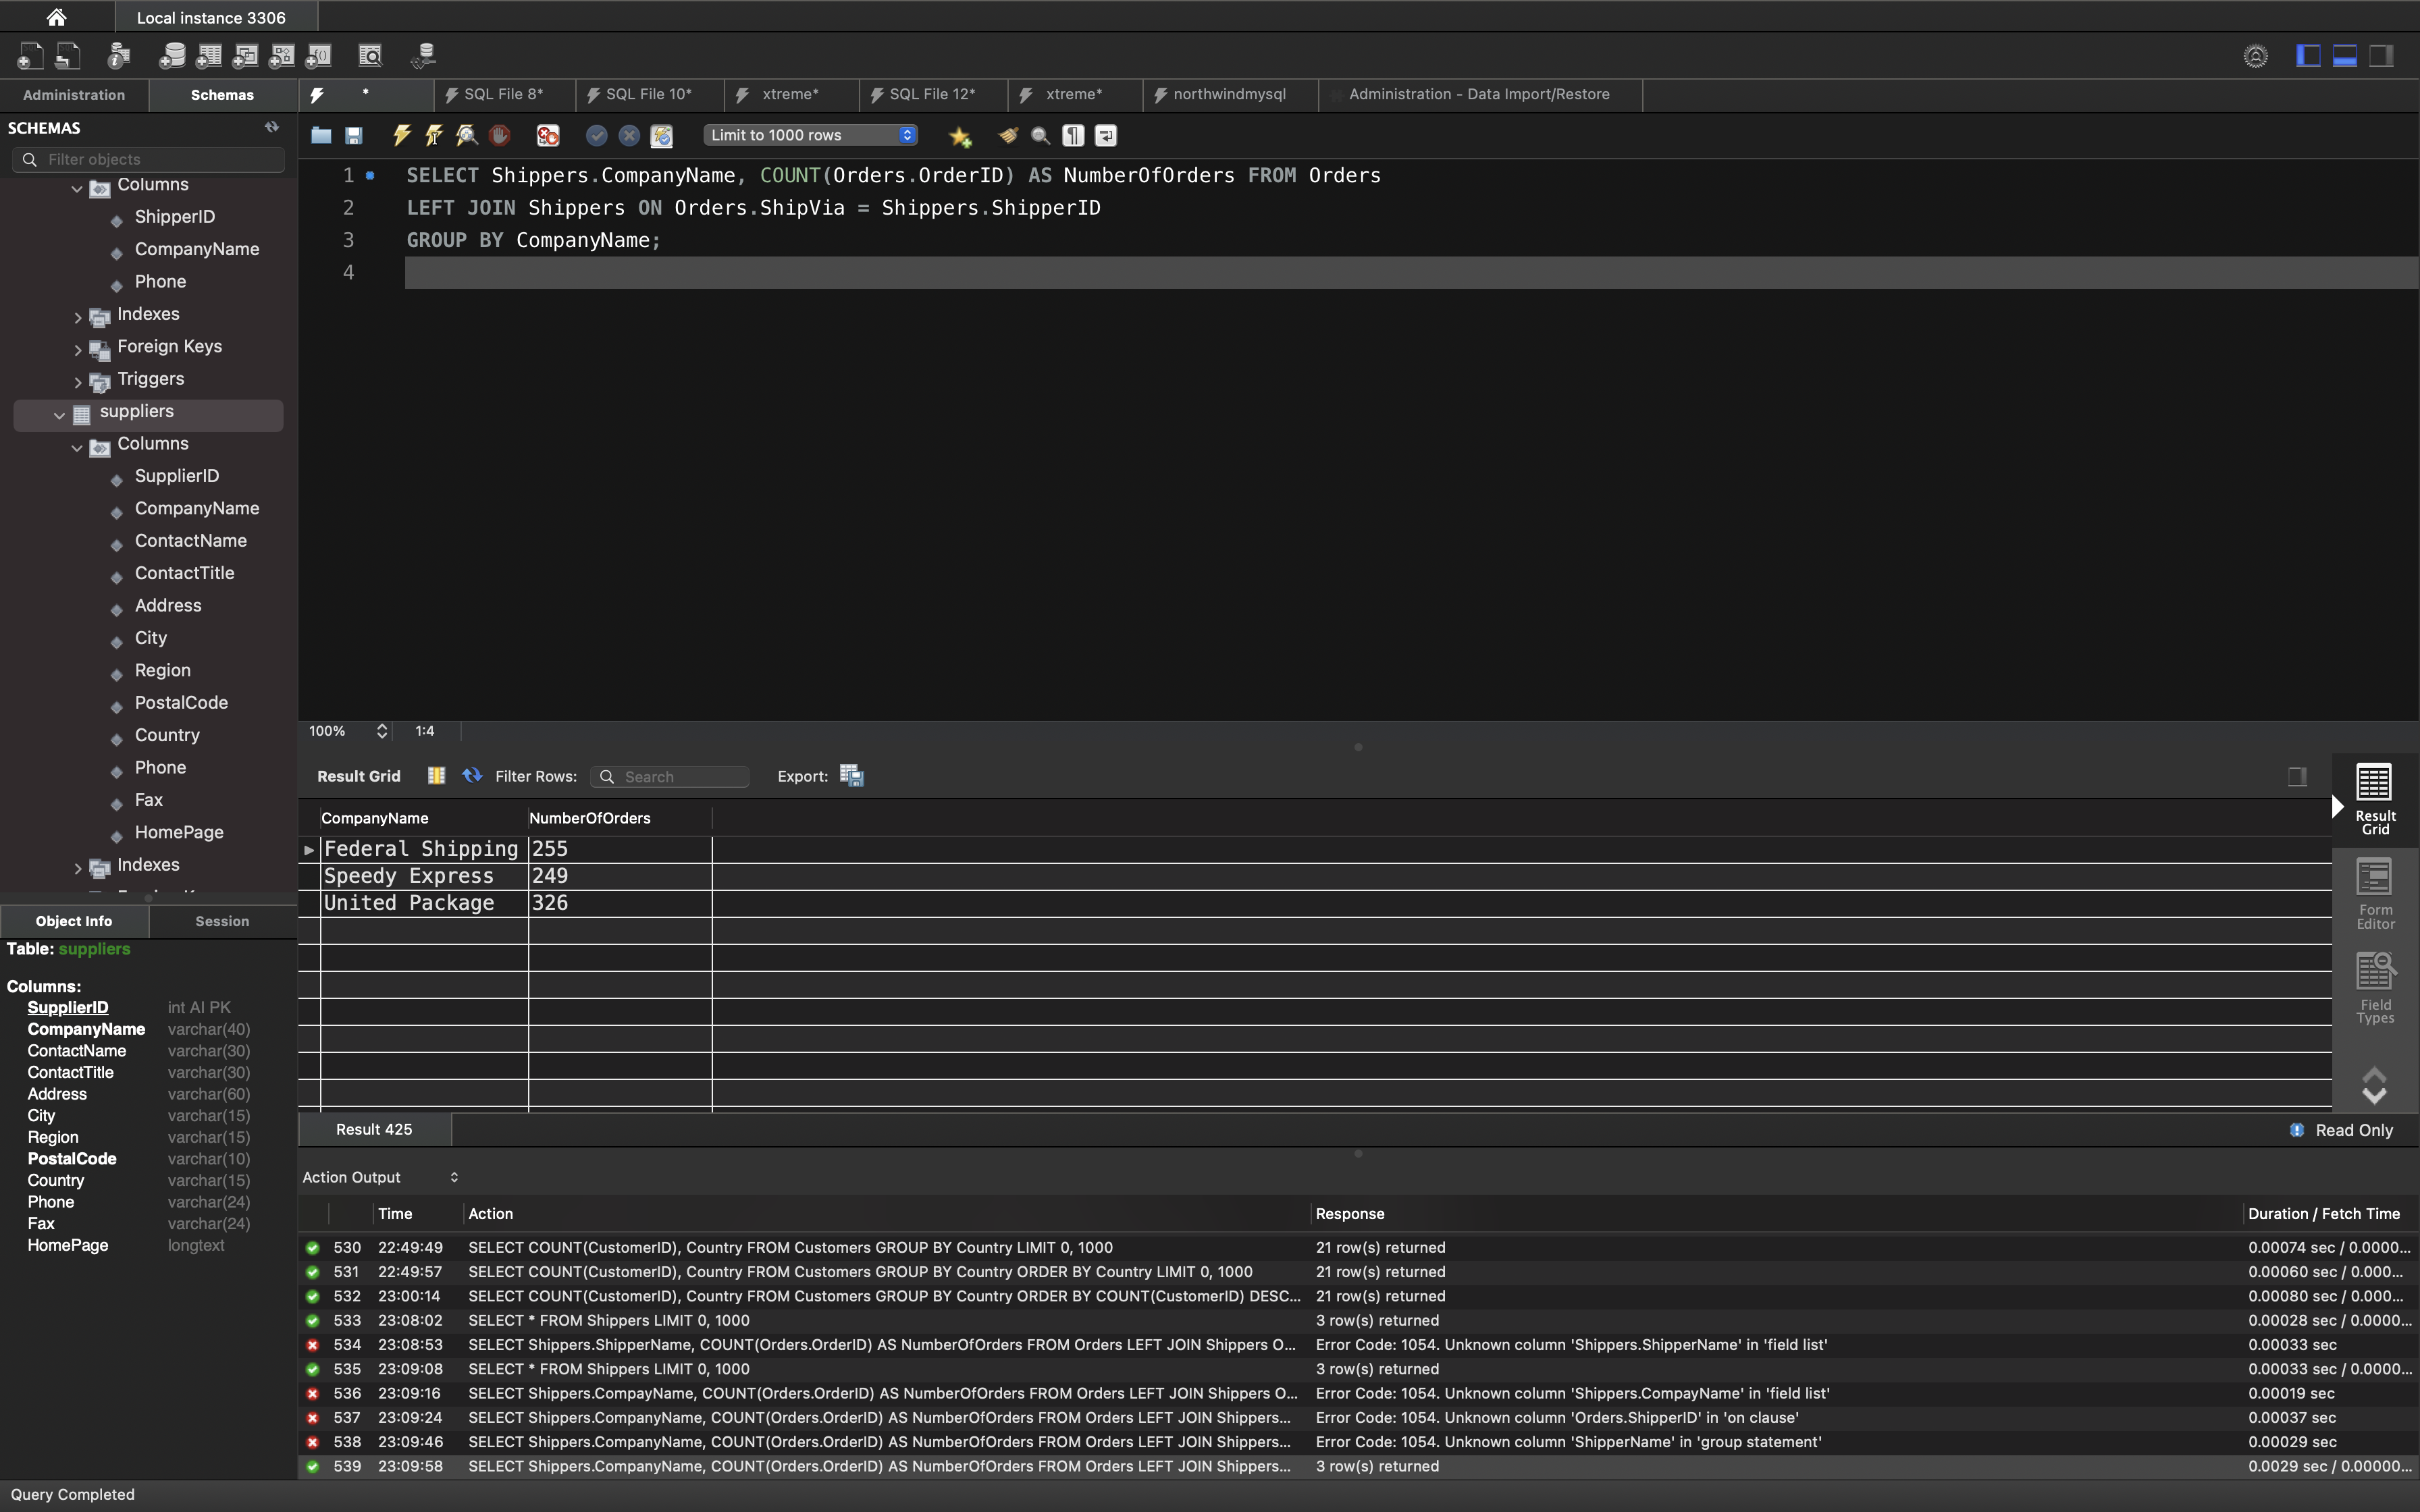 Local instance 3306
Administration
Schemas
*
SQL File 8*
SQL File 10*
xtreme*
SQL File 12*
xtreme*
northwindmysql
Administration - Data Import/Restore
SCHEMAS
Filter objects
Limit to 1000 rows
Columns
ShipperID
CompanyName
Phone
Indexes
Foreign Keys
Triggers
suppliers
Columns
SupplierID
CompanyName
ContactName
ContactTitle
Address
City
Region
PostalCode
Country
Phone
Fax
HomePage
Indexes
1 SELECT Shippers.CompanyName, COUNT(Orders.OrderID) AS NumberOfOrders FROM Orders
2 LEFT JOIN Shippers ON Orders.ShipVia = Shippers.ShipperID
3 GROUP BY CompanyName;
4
100% 1:4
Result Grid Filter Rows: Search Export:
CompanyName NumberOfOrders
Federal Shipping 255
Speedy Express 249
United Package 326
Result
Grid
Form
Editor
Field
Types
Result 425
Read Only
Object Info
Session
Table: suppliers
Columns:
SupplierID int AI PK
CompanyName varchar(40)
ContactName varchar(30)
ContactTitle varchar(30)
Address varchar(60)
City varchar(15)
Region varchar(15)
PostalCode varchar(10)
Country varchar(15)
Phone varchar(24)
Fax varchar(24)
HomePage longtext
Action Output
Time Action Response Duration / Fetch Time
530 22:49:49 SELECT COUNT(CustomerID), Country FROM Customers GROUP BY Country LIMIT 0, 1000 21 row(s) returned 0.00074 sec / 0.0000...
531 22:49:57 SELECT COUNT(CustomerID), Country FROM Customers GROUP BY Country ORDER BY Country LIMIT 0, 1000 21 row(s) returned 0.00060 sec / 0.000...
532 23:00:14 SELECT COUNT(CustomerID), Country FROM Customers GROUP BY Country ORDER BY COUNT(CustomerID) DESC... 21 row(s) returned 0.00080 sec / 0.000...
533 23:08:02 SELECT * FROM Shippers LIMIT 0, 1000 3 row(s) returned 0.00028 sec / 0.0000...
534 23:08:53 SELECT Shippers.ShipperName, COUNT(Orders.OrderID) AS NumberOfOrders FROM Orders LEFT JOIN Shippers O... Error Code: 1054. Unknown column 'Shippers.ShipperName' in 'field list' 0.00033 sec
535 23:09:08 SELECT * FROM Shippers LIMIT 0, 1000 3 row(s) returned 0.00033 sec / 0.0000...
536 23:09:16 SELECT Shippers.CompayName, COUNT(Orders.OrderID) AS NumberOfOrders FROM Orders LEFT JOIN Shippers O... Error Code: 1054. Unknown column 'Shippers.CompayName' in 'field list' 0.00019 sec
537 23:09:24 SELECT Shippers.CompanyName, COUNT(Orders.OrderID) AS NumberOfOrders FROM Orders LEFT JOIN Shippers... Error Code: 1054. Unknown column 'Orders.ShipperID' in 'on clause' 0.00037 sec
538 23:09:46 SELECT Shippers.CompanyName, COUNT(Orders.OrderID) AS NumberOfOrders FROM Orders LEFT JOIN Shippers... Error Code: 1054. Unknown column 'ShipperName' in 'group statement' 0.00029 sec
539 23:09:58 SELECT Shippers.CompanyName, COUNT(Orders.OrderID) AS NumberOfOrders FROM Orders LEFT JOIN Shippers... 3 row(s) returned 0.0029 sec / 0.00000...
Query Completed